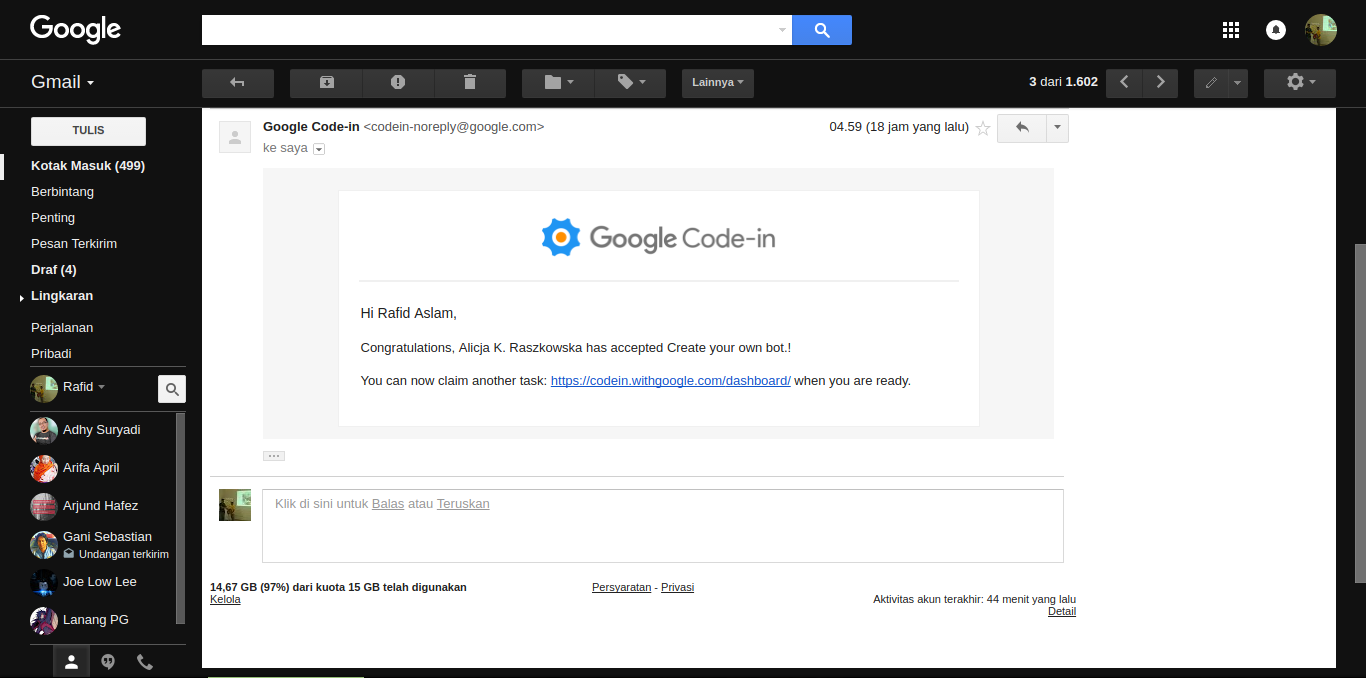 Google
Gmail
Lainnya
3 dari 1.602
TULIS
Kotak Masuk (499)
Berbintang
Penting
Pesan Terkirim
Draf (4)
Lingkaran
Perjalanan
Pribadi
Rafid
Adhy Suryadi
Arifa April
Arjund Hafez
Gani Sebastian
Undangan terkirim
Joe Low Lee
Lanang PG
Google Code-in <codein-noreply@google.com>
04.59 (18 jam yang lalu)
ke saya
Google Code-in
Hi Rafid Aslam,
Congratulations, Alicja K. Raszkowska has accepted Create your own bot.!
You can now claim another task: https://codein.withgoogle.com/dashboard/ when you are ready.
Klik di sini untuk Balas atau Teruskan
14,67 GB (97%) dari kuota 15 GB telah digunakan
Kelola
Persyaratan - Privasi
Aktivitas akun terakhir: 44 menit yang lalu
Detail